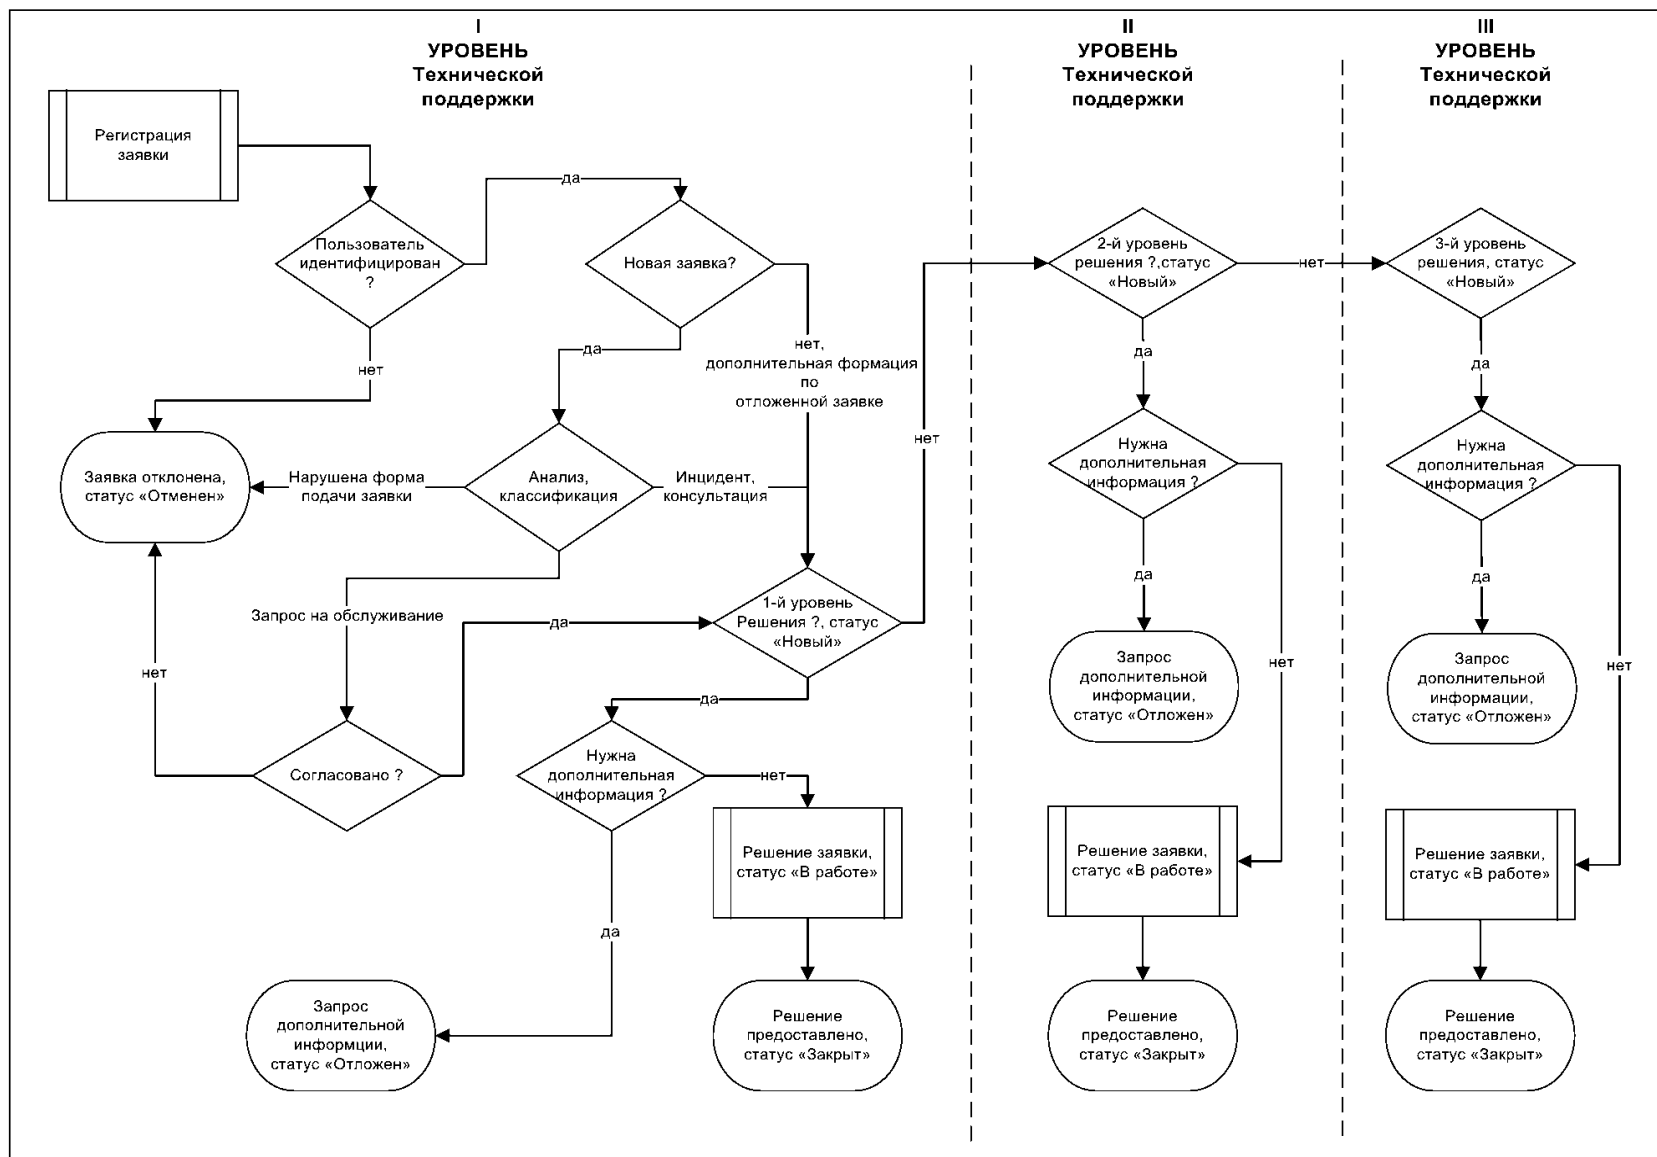 I
УРОВЕНЬ
Технической
поддержки
II
УРОВЕНЬ
Технической
поддержки
III
УРОВЕНЬ
Технической
поддержки
Регистрация
заявки
да
Пользователь
идентифицирован
?
Новая заявка?
2-й уровень
решения ?,статус
«Новый»
нет
3-й уровень
решения, статус
«Новый»
нет
да
нет,
дополнительная формация
по
отложенной заявке
да
да
нет
Заявка отклонена,
статус «Отменен»
Нарушена форма
подачи заявки
Анализ,
классификация
Инцидент,
консультация
Нужна
дополнительная
информация ?
Нужна
дополнительная
информация ?
да
да
Запрос на обслуживание
да
1-й уровень
Решения ?, статус
«Новый»
нет
нет
нет
Запрос
дополнительной
информации,
статус «Отложен»
Запрос
дополнительной
информации,
статус «Отложен»
да
Согласовано ?
Нужна
дополнительная
информация ?
нет
Решение заявки,
статус «В работе»
Решение заявки,
статус «В работе»
Решение заявки,
статус «В работе»
да
Запрос
дополнительной
информции,
статус «Отложен»
Решение
предоставлено,
статус «Закрыт»
Решение
предоставлено,
статус «Закрыт»
Решение
предоставлено,
статус «Закрыт»